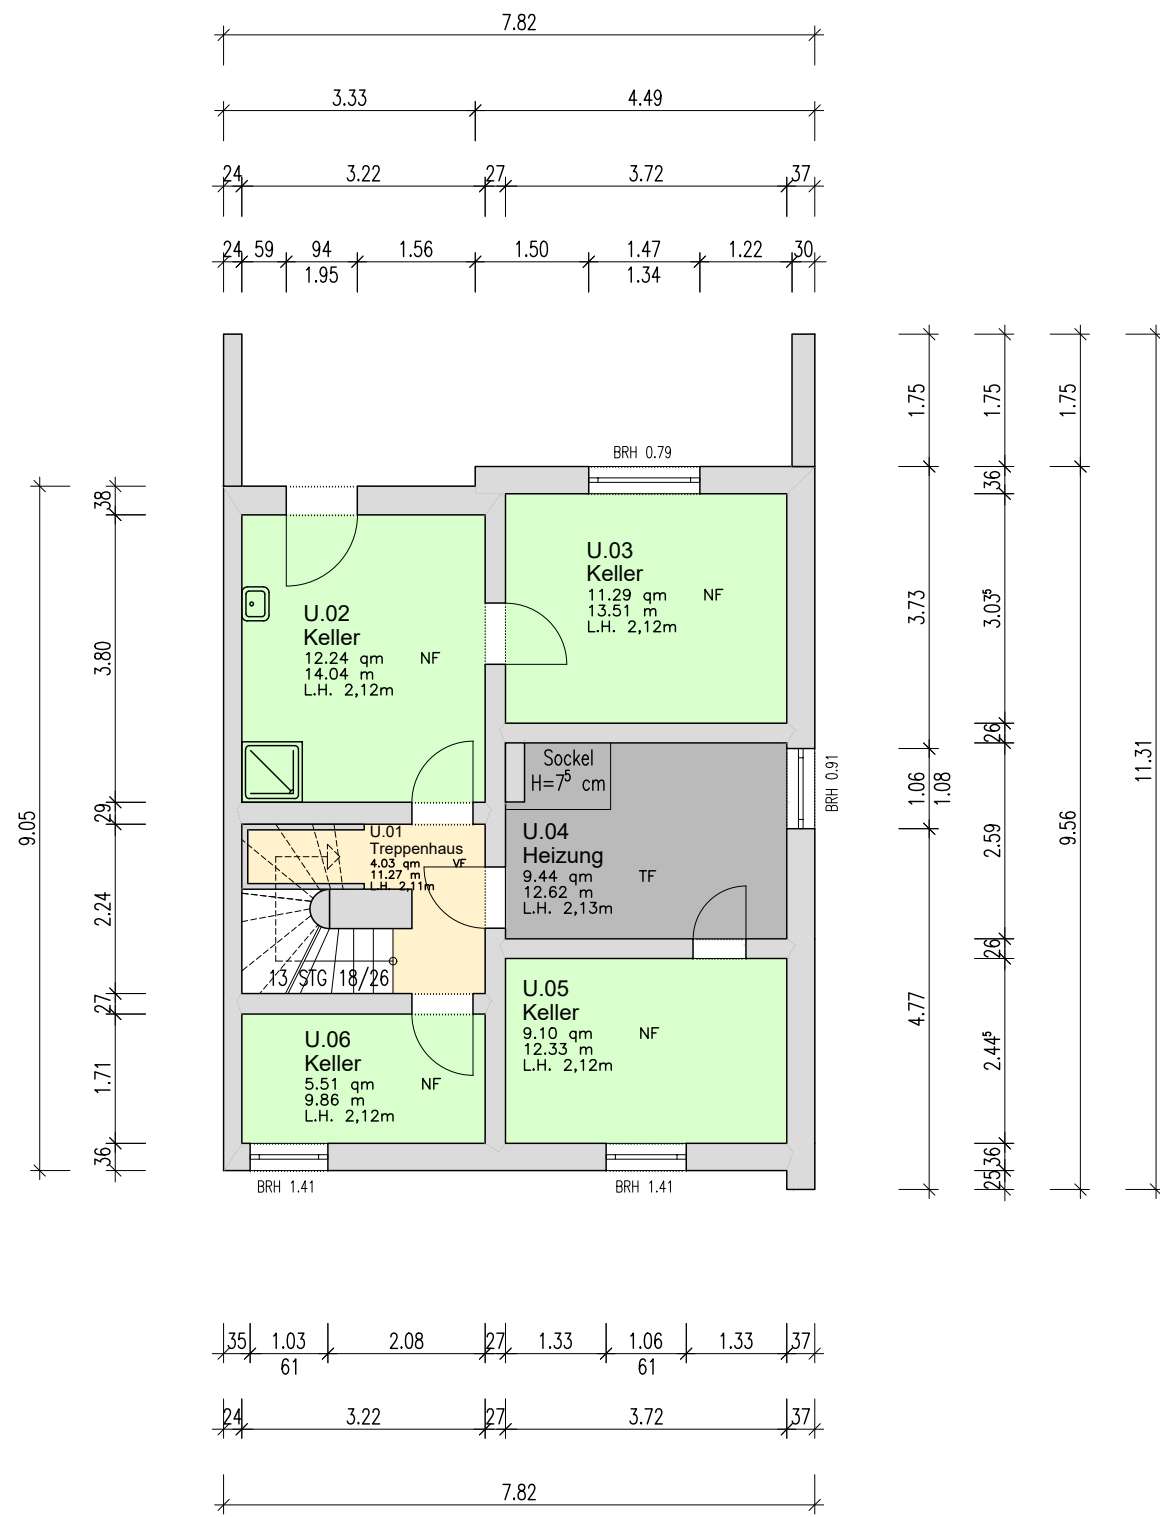 7.82
3.33 4.49
24 3.22 27 3.72 37
24 59 94 1.56 1.50 1.47 1.22 30
1.95 1.34
BRH 0.79
U.03
Keller
11.29 qm NF
13.51 m
L.H. 2,12m
U.02
Keller
12.24 qm NF
14.04 m
L.H. 2,12m
Sockel
H=7⁵ cm
BRH 0.91
U.01
Treppenhaus
4.03 qm VF
11.27 m
L.H. 2,11m
U.04
Heizung
9.44 qm TF
12.62 m
L.H. 2,13m
13 STG 18/26
U.05
Keller
9.10 qm NF
12.33 m
L.H. 2,12m
U.06
Keller
5.51 qm NF
9.86 m
L.H. 2,12m
BRH 1.41
BRH 1.41
9.05
38
3.80
29
2.24
27
1.71
36
1.75
3.73
1.06
1.08
4.77
1.75
36
3.03⁵
26
2.59
26
2.44⁵
36
25
1.75
9.56
11.31
35 1.03 2.08 27 1.33 1.06 1.33 37
61 61
24 3.22 27 3.72 37
7.82